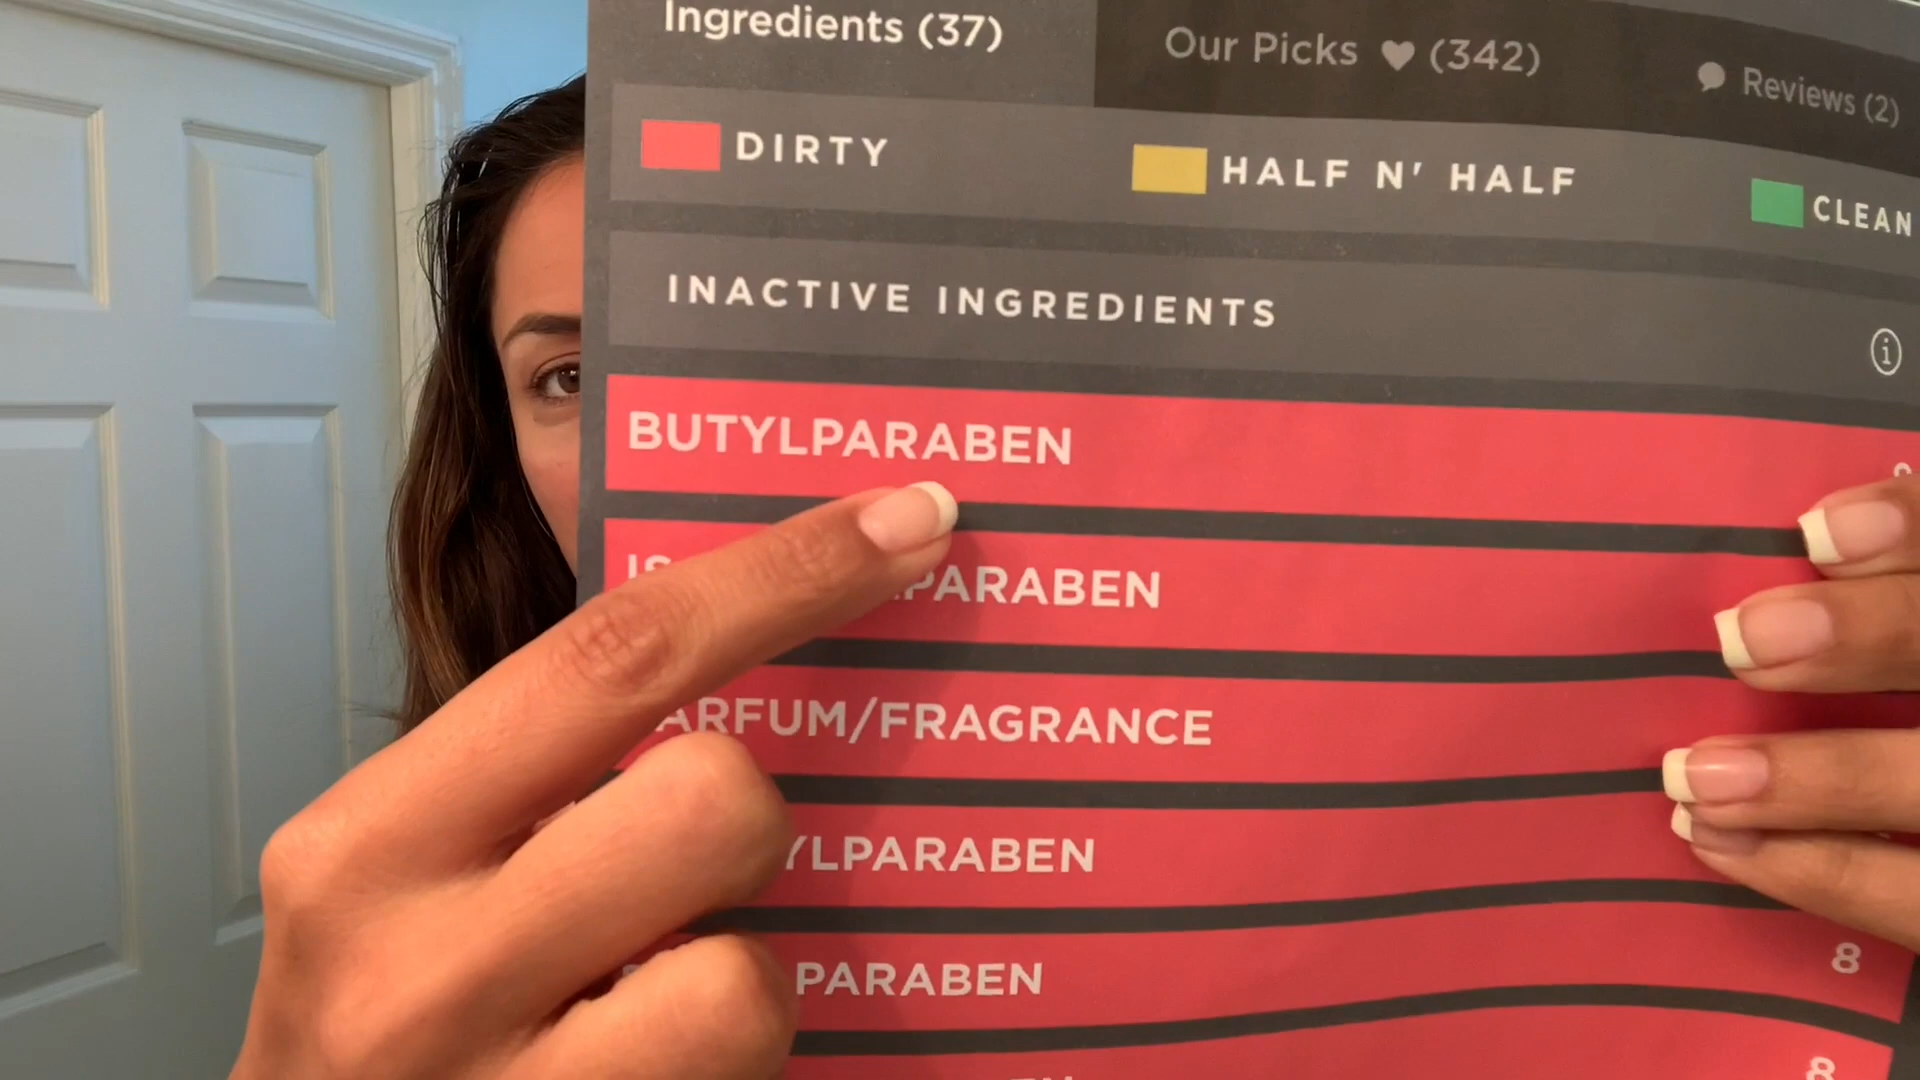 Ingredients (37)
Our Picks (342)
Reviews (2)
DIRTY
HALF N' HALF
CLEAN
INACTIVE INGREDIENTS
BUTYLPARABEN
PARABEN
ARFUM/FRAGRANCE
YLPARABEN
PARABEN
8
8